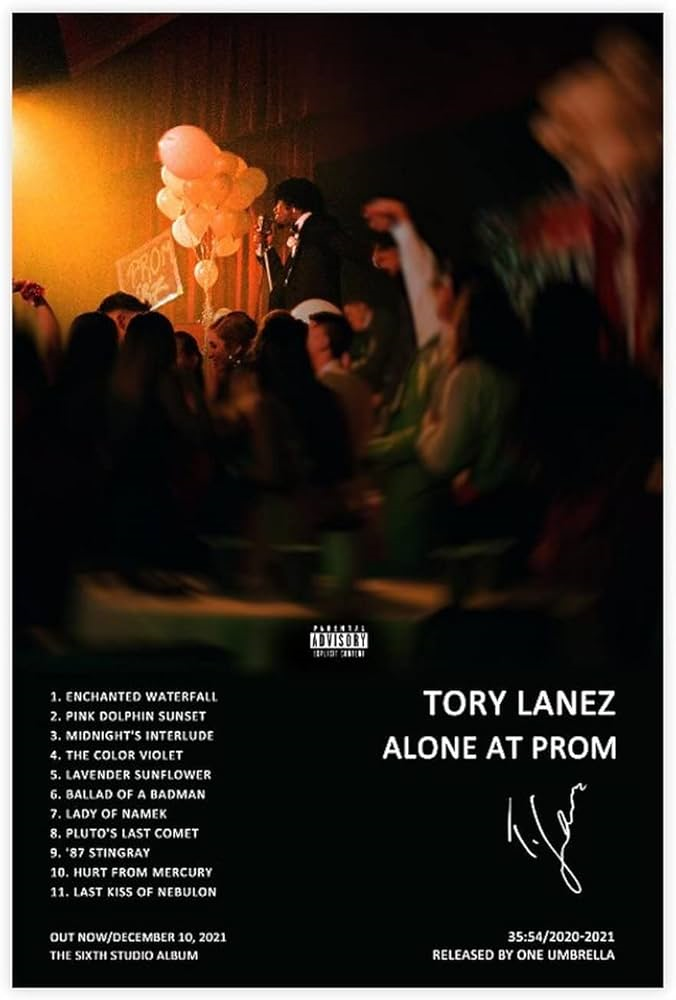 PROM
PARENTAL
ADVISORY
EXPLICIT CONTENT
1. ENCHANTED WATERFALL
2. PINK DOLPHIN SUNSET
3. MIDNIGHT'S INTERLUDE
4. THE COLOR VIOLET
5. LAVENDER SUNFLOWER
6. BALLAD OF A BADMAN
7. LADY OF NAMEK
8. PLUTO'S LAST COMET
9. '87 STINGRAY
10. HURT FROM MERCURY
11. LAST KISS OF NEBULON
TORY LANEZ
ALONE AT PROM
OUT NOW/DECEMBER 10, 2021
THE SIXTH STUDIO ALBUM
35:54/2020-2021
RELEASED BY ONE UMBRELLA